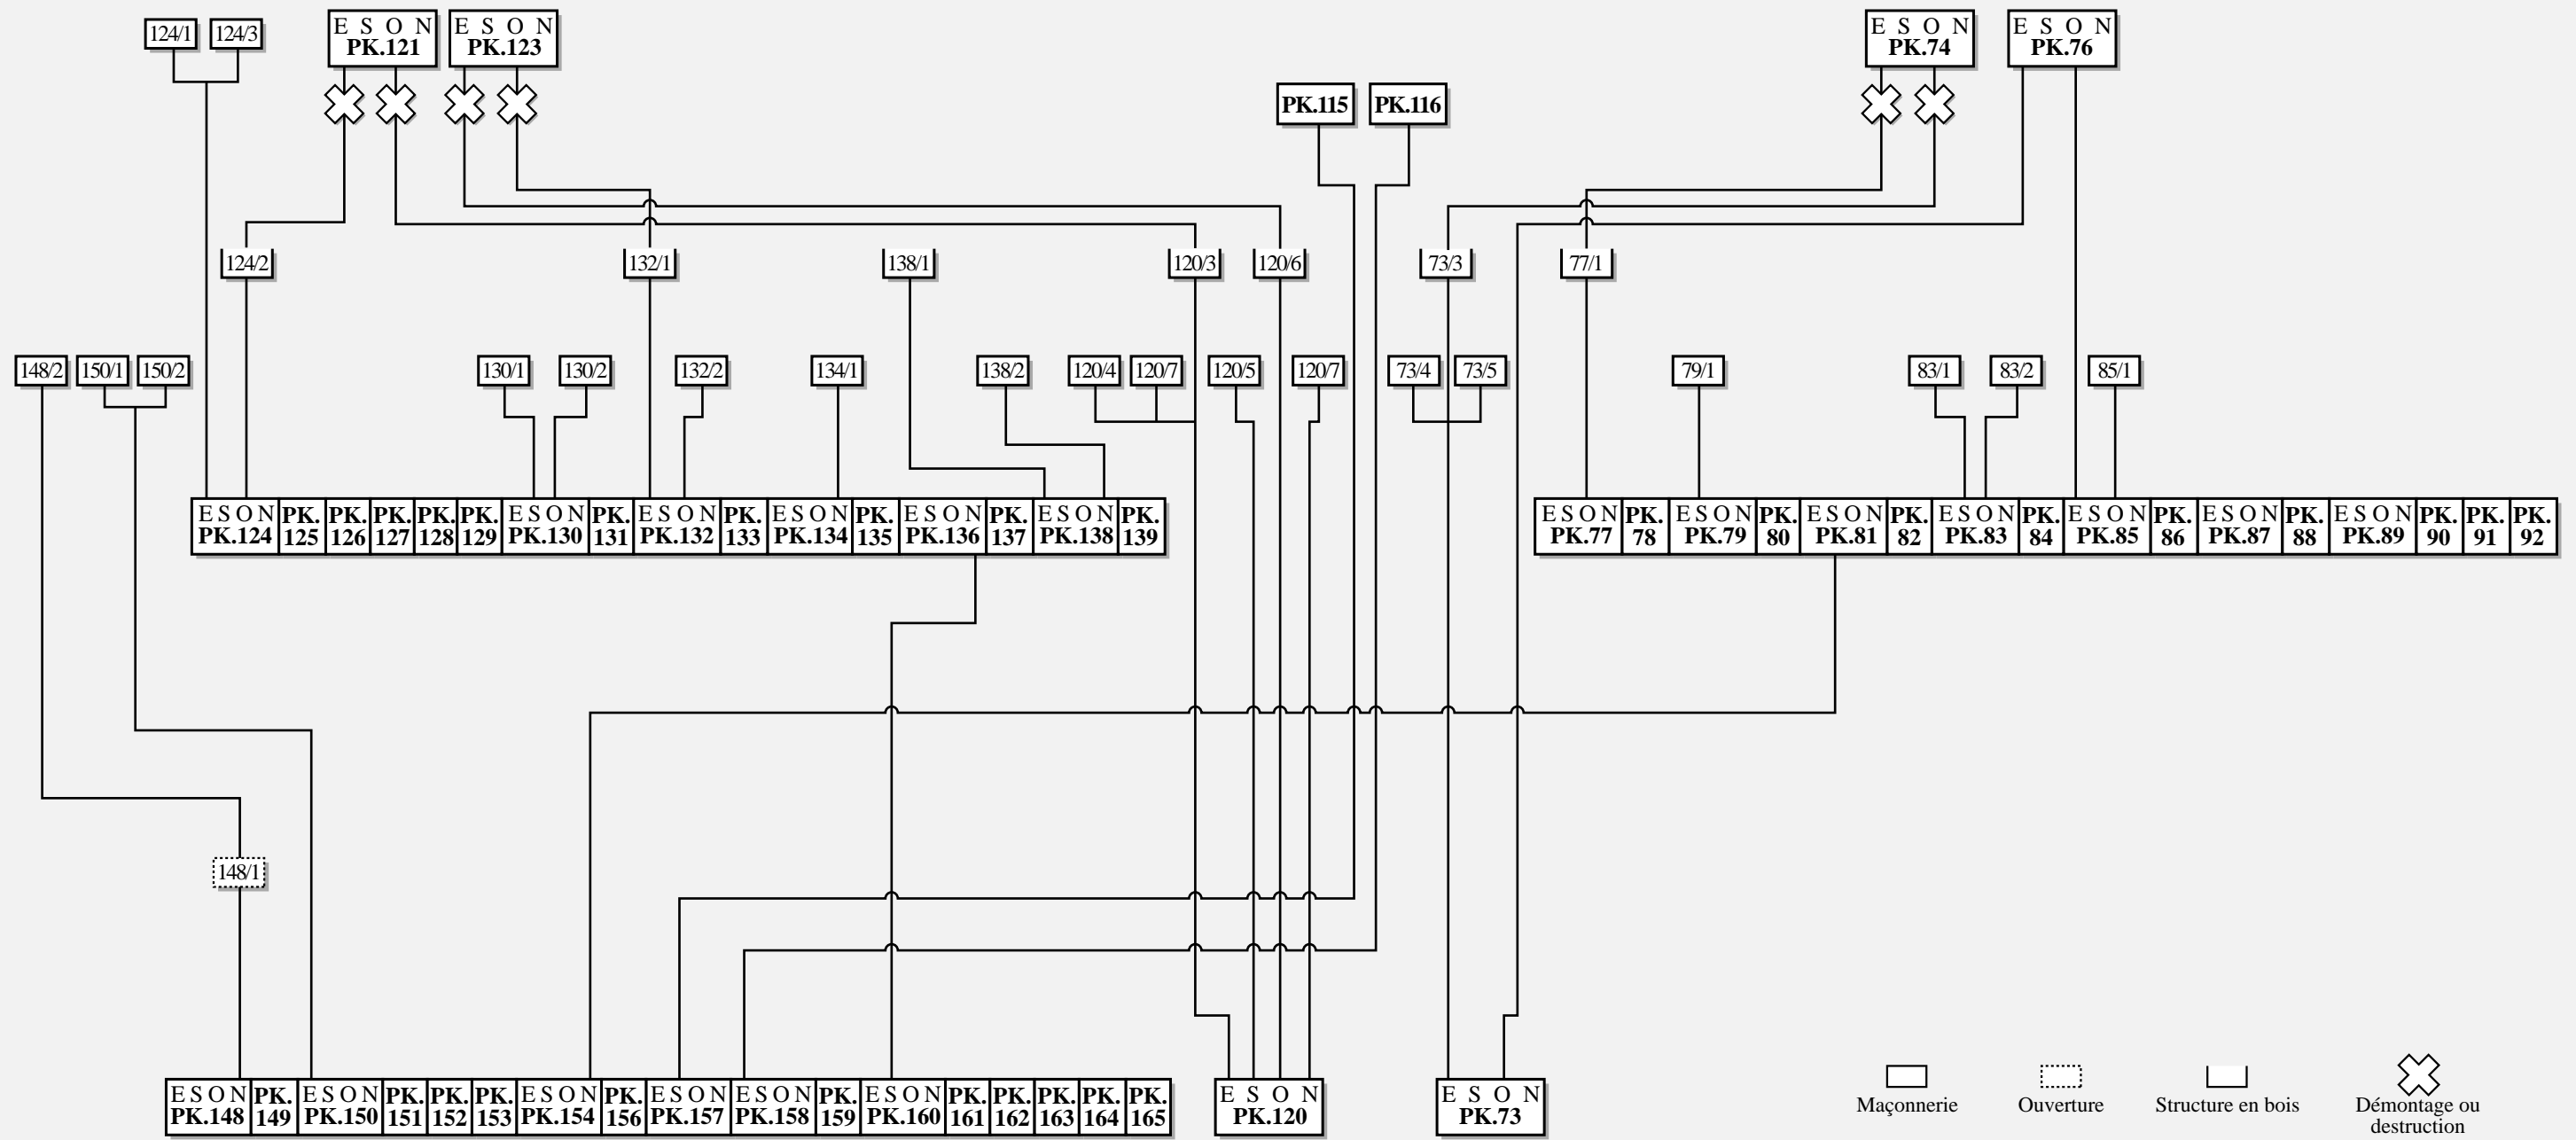 124/1 124/3
E S O N
PK.121
E S O N
PK.123
E S O N
PK.74
E S O N
PK.76
PK.115 PK.116
124/2 132/1 138/1 120/3 120/6 73/3 77/1
148/2 150/1 150/2 130/1 130/2 132/2 134/1 138/2 120/4 120/7 120/5 120/7 73/4 73/5 79/1 83/1 83/2 85/1
E S O N
PK.124
PK.
125
PK.
126
PK.
127
PK.
128
PK.
129
E S O N
PK.130
PK.
131
E S O N
PK.132
PK.
133
E S O N
PK.134
PK.
135
E S O N
PK.136
PK.
137
E S O N
PK.138
PK.
139
E S O N
PK.77
PK.
78
E S O N
PK.79
PK.
80
E S O N
PK.81
PK.
82
E S O N
PK.83
PK.
84
E S O N
PK.85
PK.
86
E S O N
PK.87
PK.
88
E S O N
PK.89
PK.
90
PK.
91
PK.
92
148/1
E S O N
PK.148
PK.
149
E S O N
PK.150
PK.
151
PK.
152
PK.
153
E S O N
PK.154
PK.
156
E S O N
PK.157
E S O N
PK.158
PK.
159
E S O N
PK.160
PK.
161
PK.
162
PK.
163
PK.
164
PK.
165
E S O N
PK.120
E S O N
PK.73
Maçonnerie
Ouverture
Structure en bois
Démontage ou
destruction